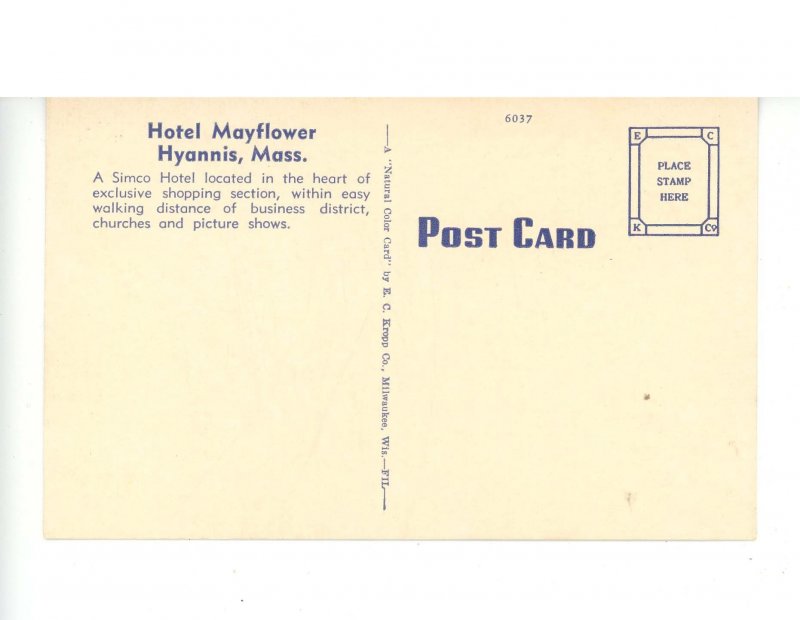 Hotel Mayflower
Hyannis, Mass.
A Simco Hotel located in the heart of
exclusive shopping section, within easy
walking distance of business district,
churches and picture shows.
—A "Natural Color Card" by E. C. Kropp Co., Milwaukee, Wis.—FIL—
6037
POST CARD
E C
PLACE
STAMP
HERE
K Co